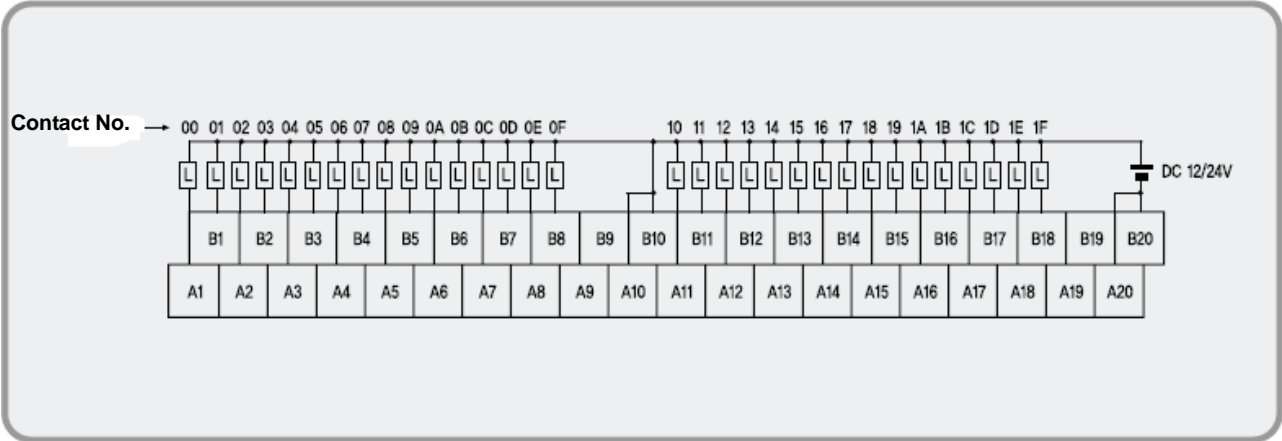 Contact No.
00 01 02 03 04 05 06 07 08 09 0A 0B 0C 0D 0E 0F 10 11 12 13 14 15 16 17 18 19 1A 1B 1C 1D 1E 1F
L L L L L L L L L L L L L L L L L L L L L L L L L L L L L L L L DC 12/24V
B1 B2 B3 B4 B5 B6 B7 B8 B9 B10 B11 B12 B13 B14 B15 B16 B17 B18 B19 B20
A1 A2 A3 A4 A5 A6 A7 A8 A9 A10 A11 A12 A13 A14 A15 A16 A17 A18 A19 A20